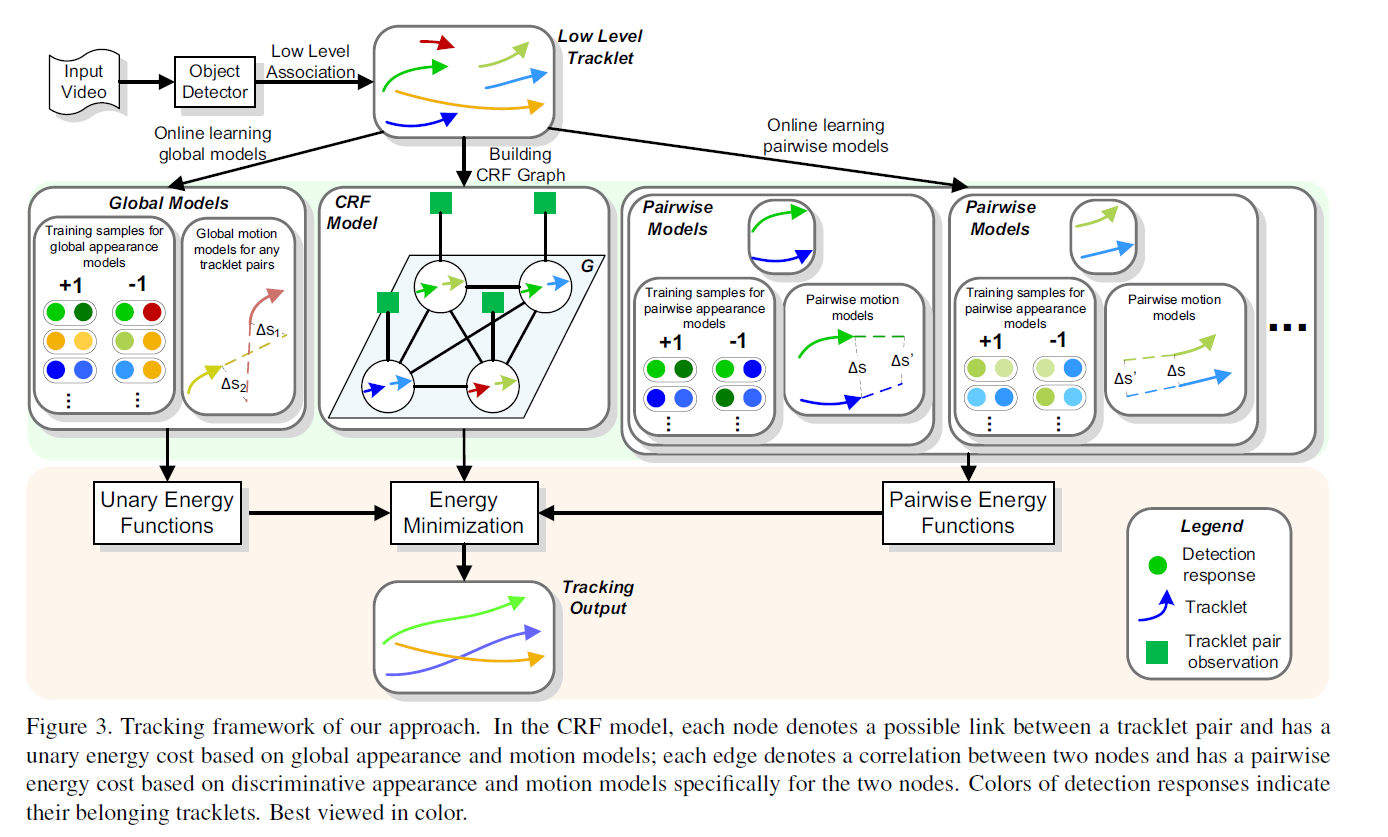 Input
Video
Object
Detector
Low Level
Association
Low Level
Tracklet
Online learning
global models
Building
CRF Graph
Online learning
pairwise models
Global Models
Training samples for
global appearance
models
+1 -1
⋮ ⋮
Global motion
models for any
tracklet pairs
Δs1
Δs2
CRF
Model
G
Pairwise
Models
Training samples for
pairwise appearance
models
+1 -1
⋮ ⋮
Pairwise motion
models
Δs Δs'
Pairwise
Models
Training samples for
pairwise appearance
models
+1 -1
⋮ ⋮
Pairwise motion
models
Δs' Δs
...
Unary Energy
Functions
Energy
Minimization
Pairwise Energy
Functions
Tracking
Output
Legend
Detection
response
Tracklet
Tracklet pair
observation
Figure 3. Tracking framework of our approach. In the CRF model, each node denotes a possible link between a tracklet pair and has a
unary energy cost based on global appearance and motion models; each edge denotes a correlation between two nodes and has a pairwise
energy cost based on discriminative appearance and motion models specifically for the two nodes. Colors of detection responses indicate
their belonging tracklets. Best viewed in color.